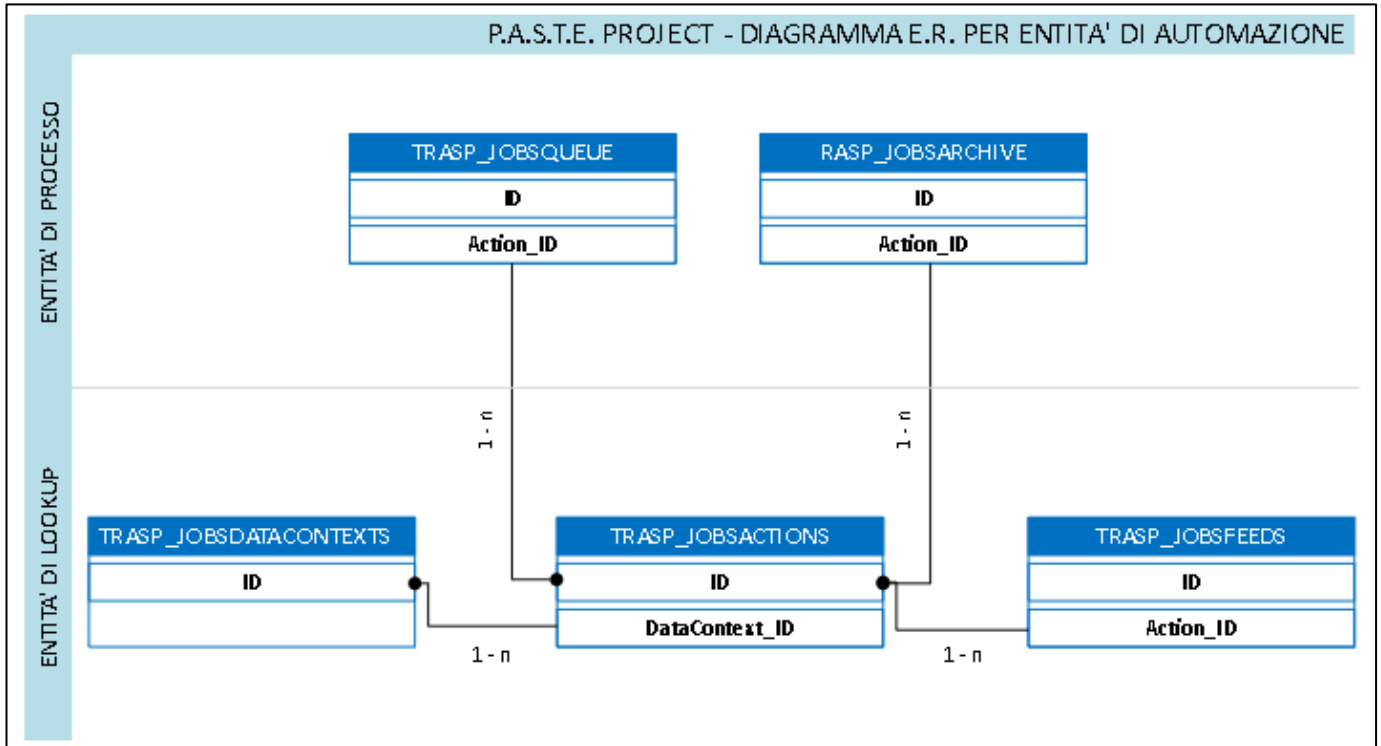 P.A.S.T.E. PROJECT - DIAGRAMMA E.R. PER ENTITA' DI AUTOMAZIONE
ENTITA' DI PROCESSO
TRASP_JOBSQUEUE
ID
Action_ID
RASP_JOBSARCHIVE
ID
Action_ID
1 - n
1 - n
ENTITA' DI LOOKUP
TRASP_JOBSDATACONTEXTS
ID
TRASP_JOBSACTIONS
ID
DataContext_ID
TRASP_JOBSFEEDS
ID
Action_ID
1 - n
1 - n